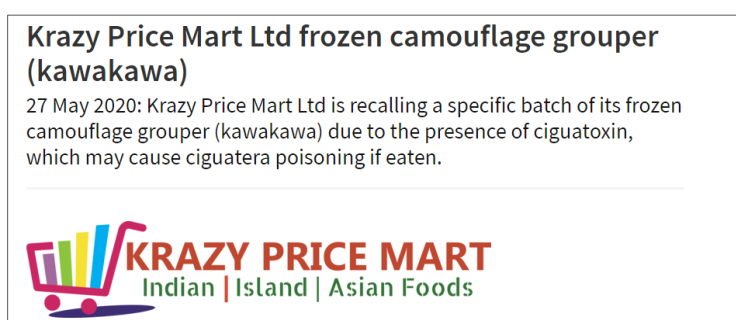 Krazy Price Mart Ltd frozen camouflage grouper
(kawakawa)
27 May 2020: Krazy Price Mart Ltd is recalling a specific batch of its frozen
camouflage grouper (kawakawa) due to the presence of ciguatoxin,
which may cause ciguatera poisoning if eaten.
KRAZY PRICE MART
Indian | Island | Asian Foods